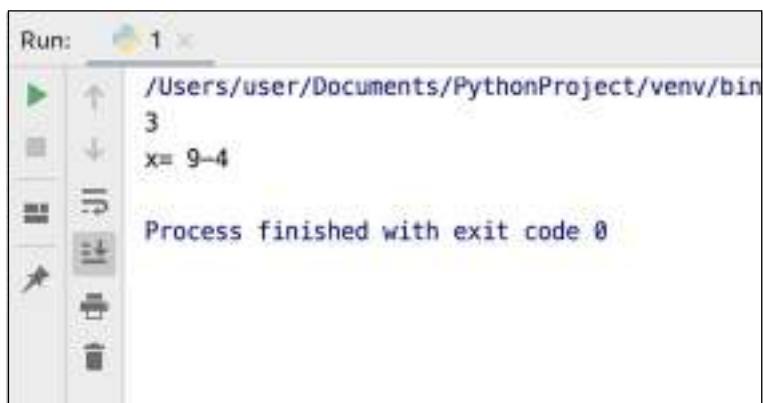 Run: 1
/Users/user/Documents/PythonProject/venv/bin
3
x= 9-4
Process finished with exit code 0